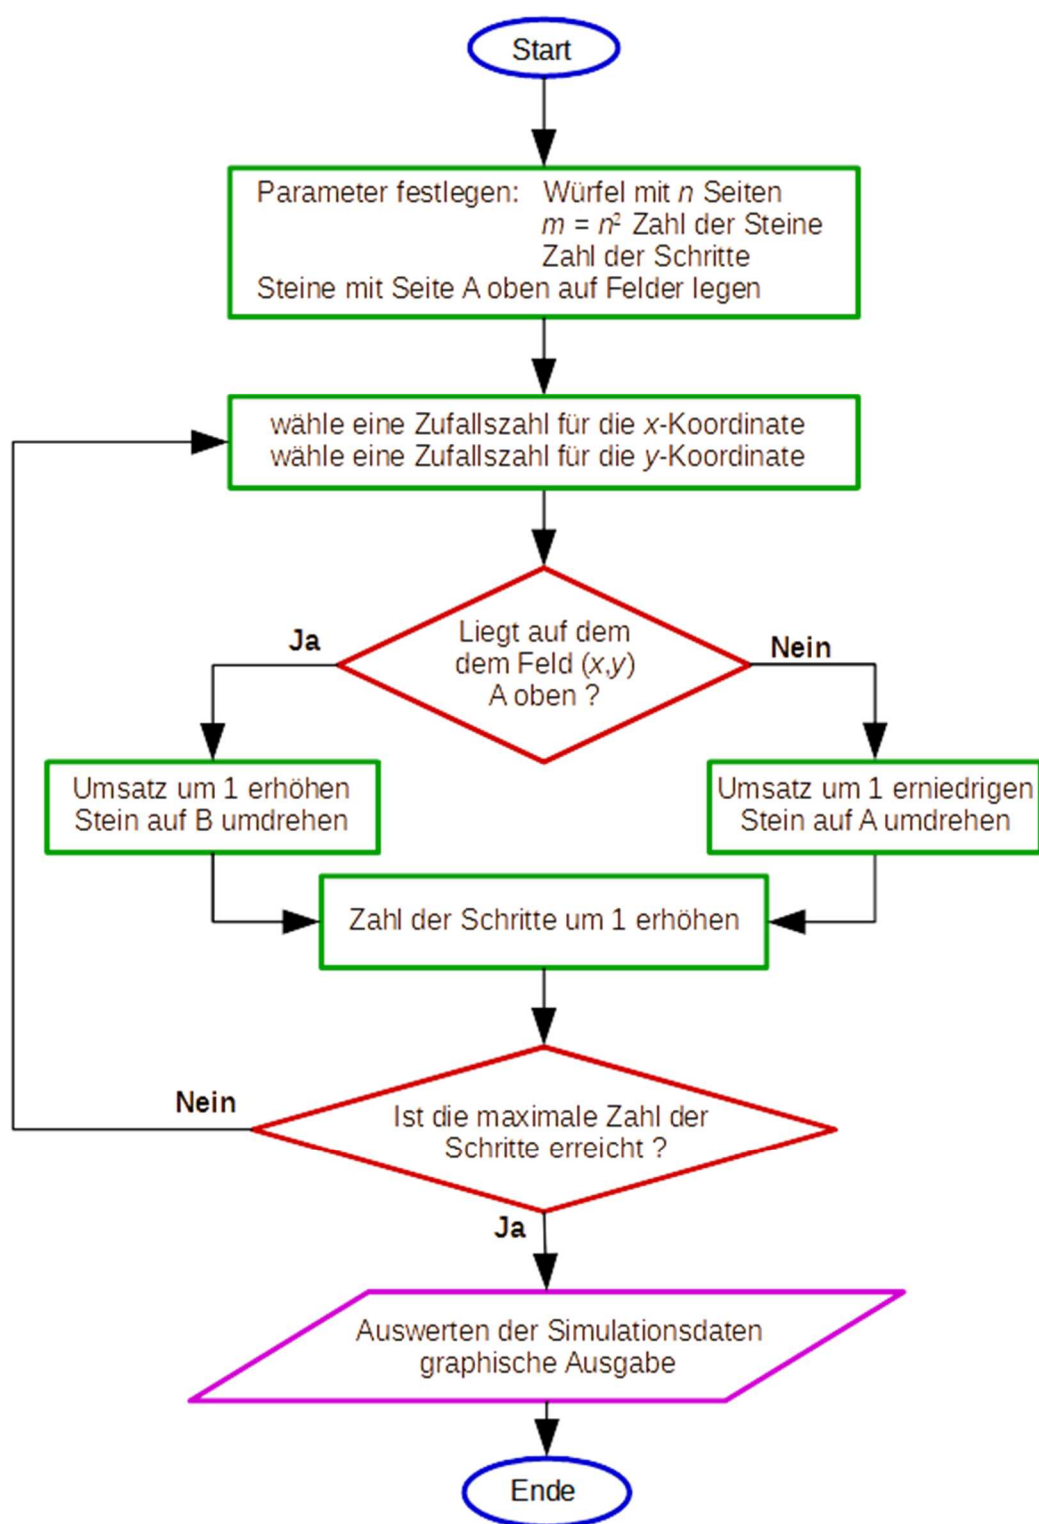 Start
Parameter festlegen: Würfel mit n Seiten
m = n² Zahl der Steine
Zahl der Schritte
Steine mit Seite A oben auf Felder legen
wähle eine Zufallszahl für die x-Koordinate
wähle eine Zufallszahl für die y-Koordinate
Liegt auf dem
dem Feld (x,y)
A oben ?
Ja
Nein
Umsatz um 1 erhöhen
Stein auf B umdrehen
Umsatz um 1 erniedrigen
Stein auf A umdrehen
Zahl der Schritte um 1 erhöhen
Ist die maximale Zahl der
Schritte erreicht ?
Nein
Ja
Auswerten der Simulationsdaten
graphische Ausgabe
Ende